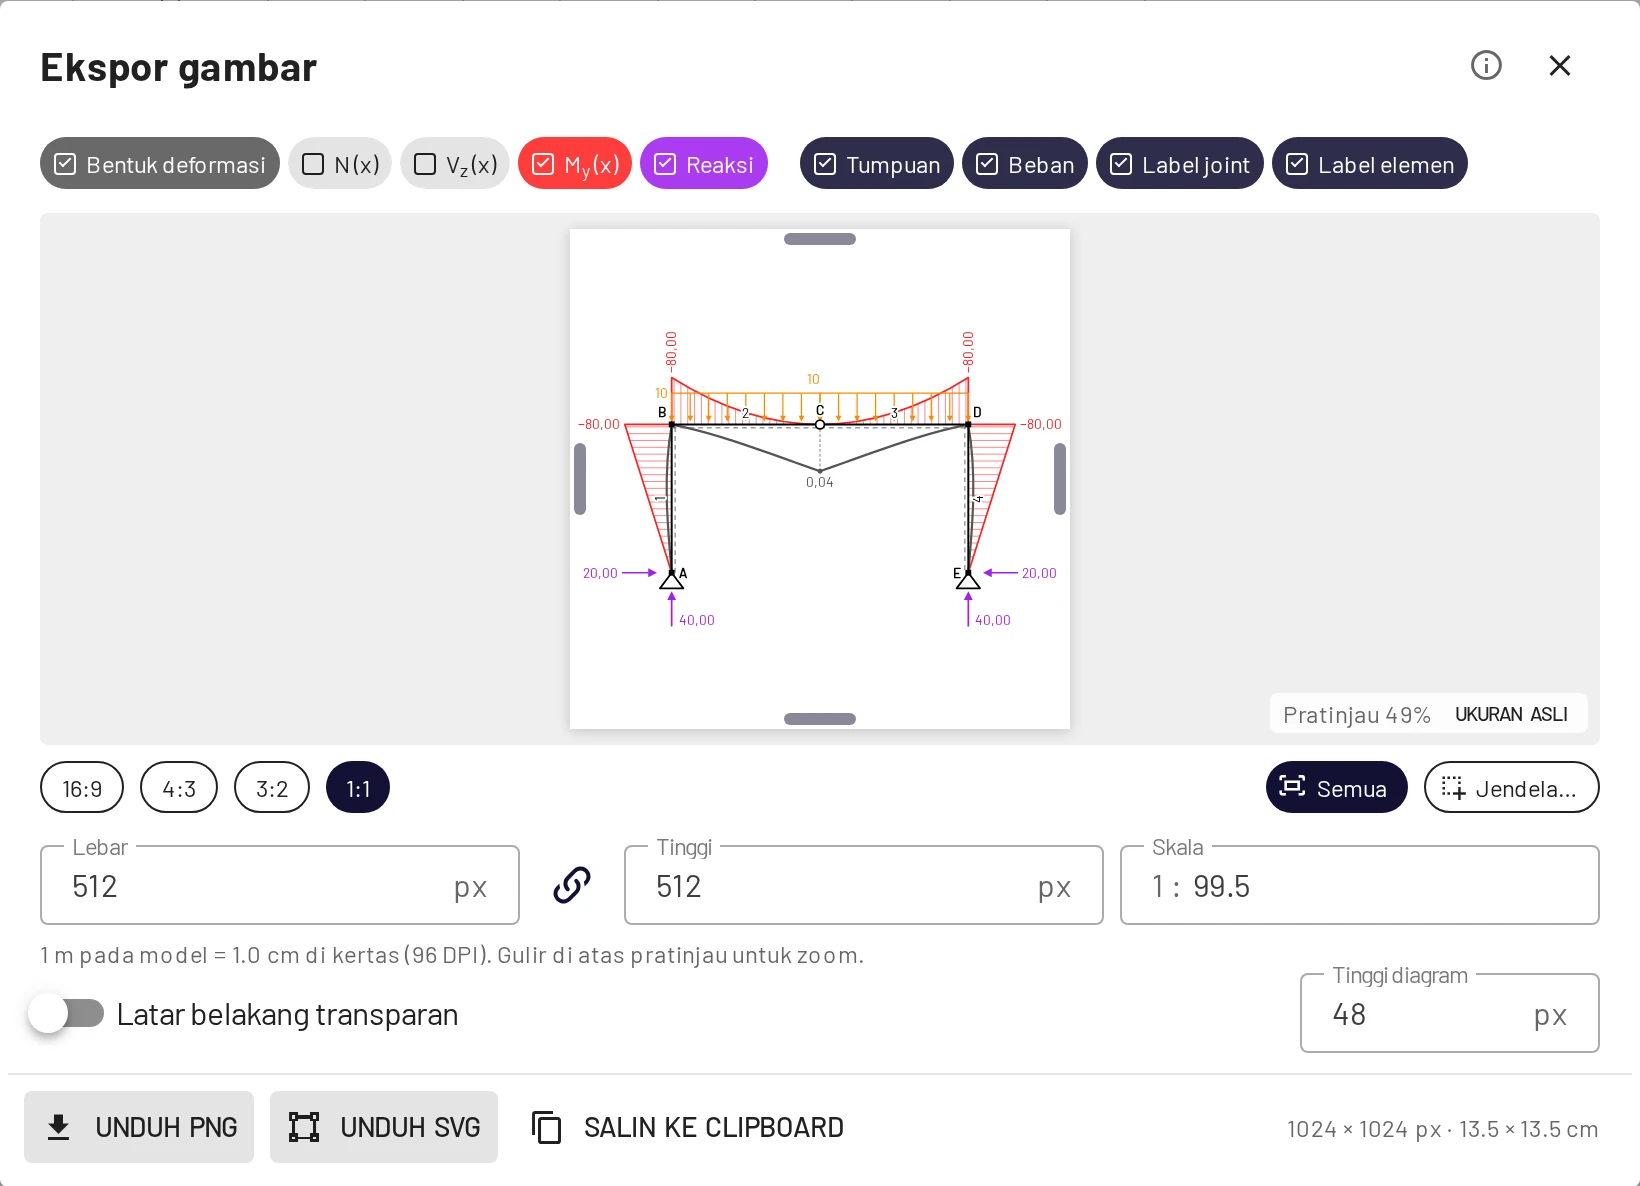 Ekspor gambar
Bentuk deformasi
N(x)
Vz(x)
My(x)
Reaksi
Tumpuan
Beban
Label joint
Label elemen
−80,00
−80,00
10
10
B
2
C
3
D
−80,00
−80,00
0,04
1
4
20,00
A
E
20,00
40,00
40,00
Pratinjau 49%
UKURAN ASLI
16:9
4:3
3:2
1:1
Semua
Jendela...
Lebar
512 px
Tinggi
512 px
Skala
1 : 99.5
1 m pada model = 1.0 cm di kertas (96 DPI). Gulir di atas pratinjau untuk zoom.
Latar belakang transparan
Tinggi diagram
48 px
UNDUH PNG
UNDUH SVG
SALIN KE CLIPBOARD
1024 × 1024 px · 13.5 × 13.5 cm